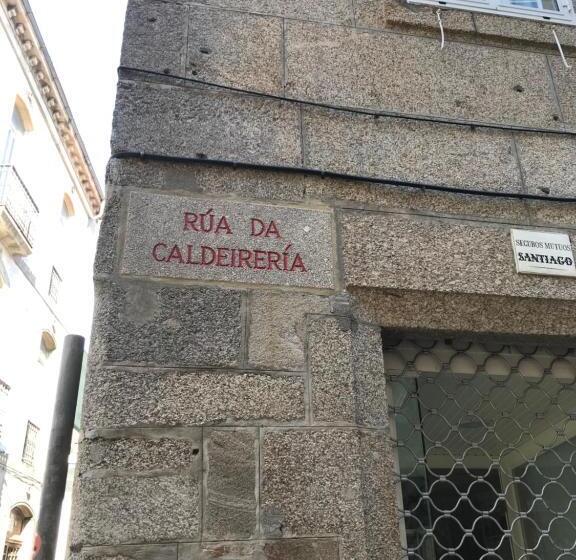 RÚA DA
CALDEIRERÍA
SEGUROS MUTUOS
SANTIAGO